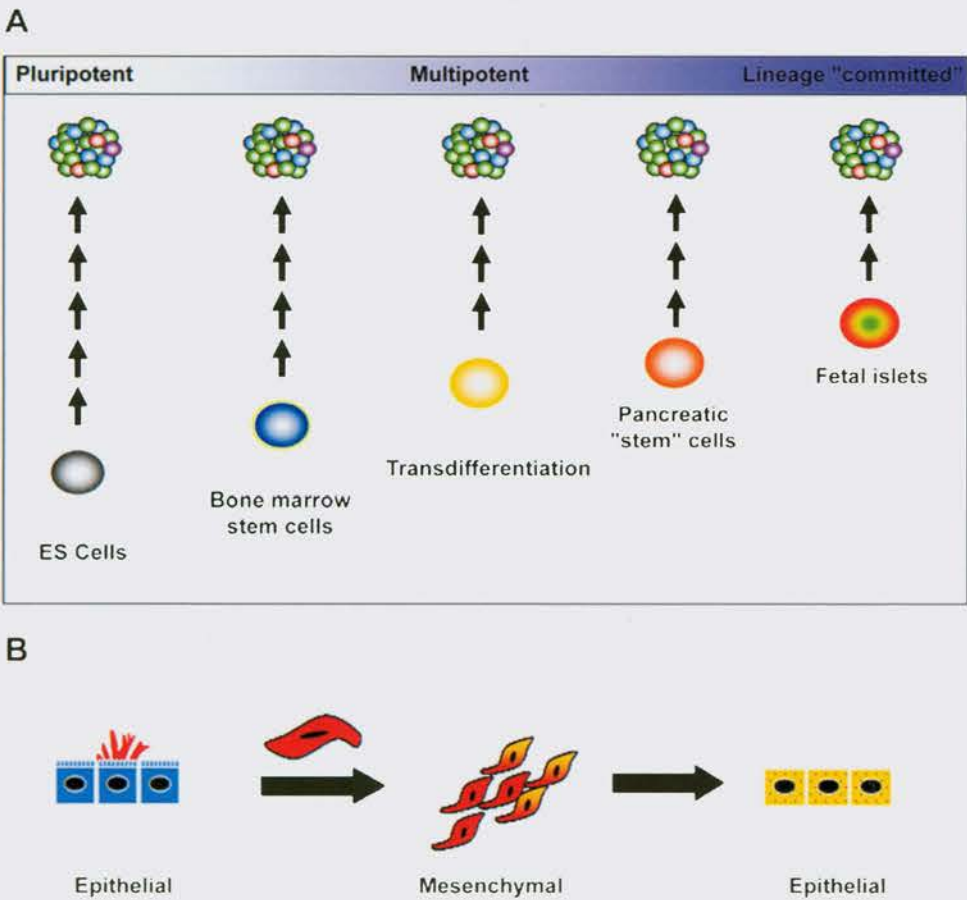 A
Pluripotent Multipotent Lineage "committed"
ES Cells
Bone marrow
stem cells
Transdifferentiation
Pancreatic
"stem" cells
Fetal islets
B
Epithelial Mesenchymal Epithelial